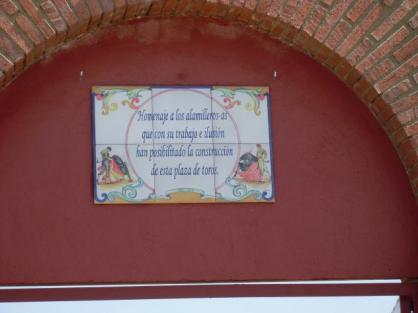 Homenaje a los alamilleros-as
que con su trabajo e ilusión
han posibilitado la construcción
de esta plaza de toros.